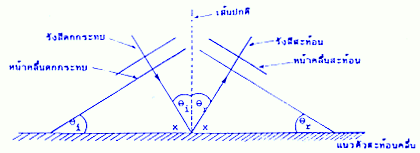 เส้นปกติ
รังสีตกกระทบ
รังสีสะท้อน
หน้าคลื่นตกกระทบ
หน้าคลื่นสะท้อน
θi θr
θi x x θr
แนวตัวสะท้อนคลื่น